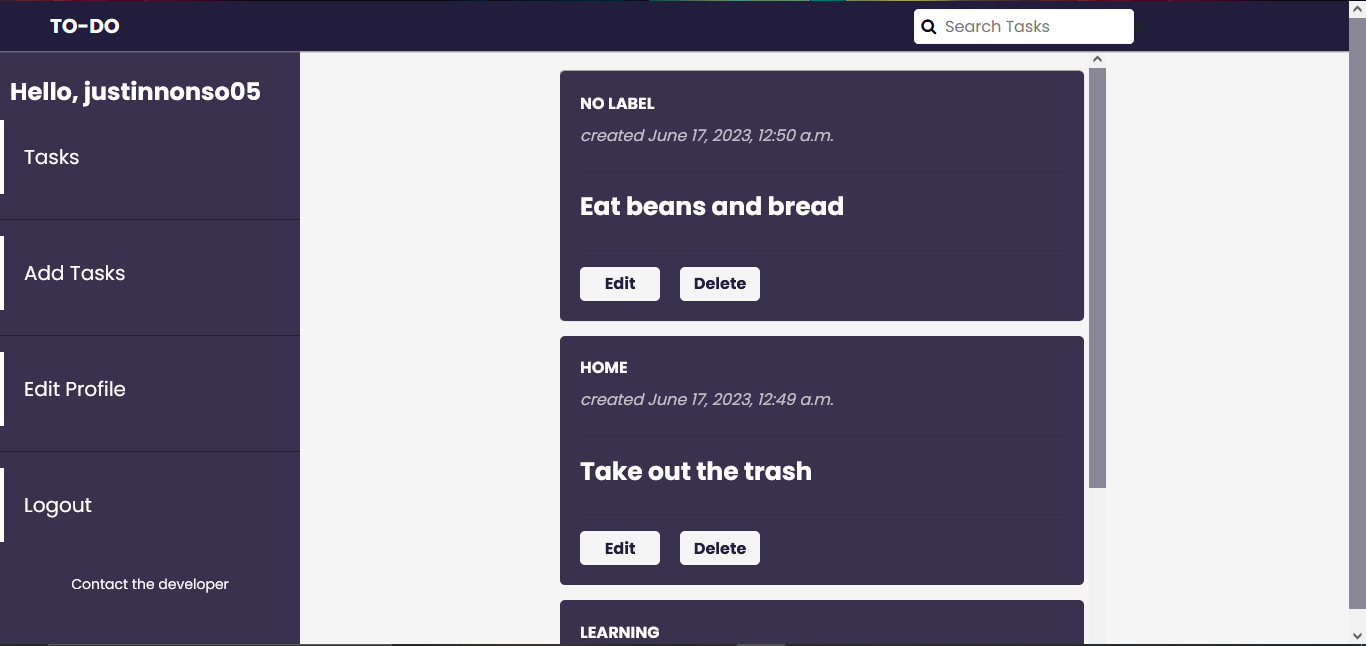 TO-DO
Search Tasks
Hello, justinnonso05
Tasks
Add Tasks
Edit Profile
Logout
Contact the developer
NO LABEL
created June 17, 2023, 12:50 a.m.
Eat beans and bread
Edit Delete
HOME
created June 17, 2023, 12:49 a.m.
Take out the trash
Edit Delete
LEARNING